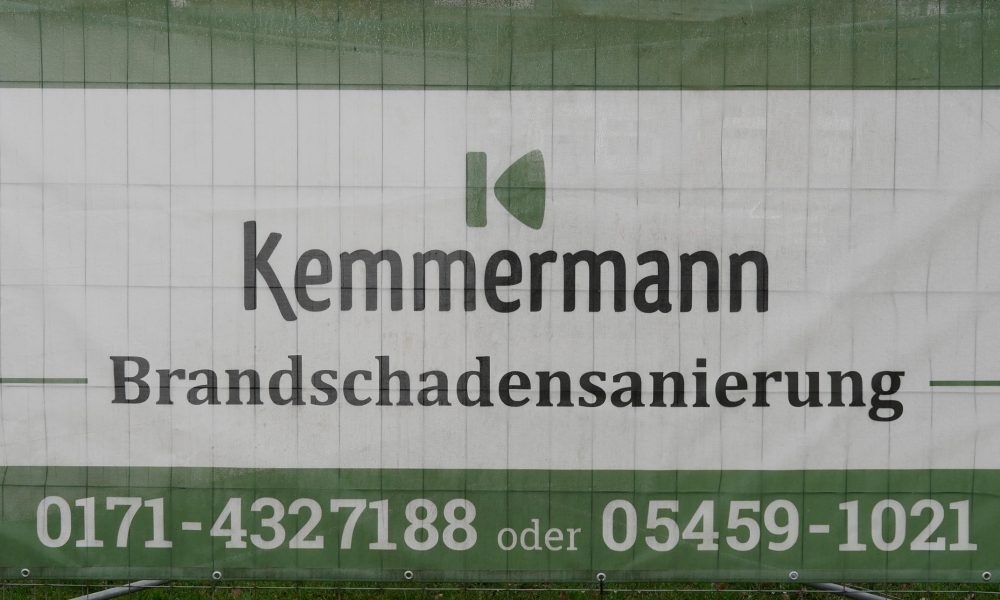 Kemmermann
Brandschadensanierung
0171-4327188 oder 05459-1021